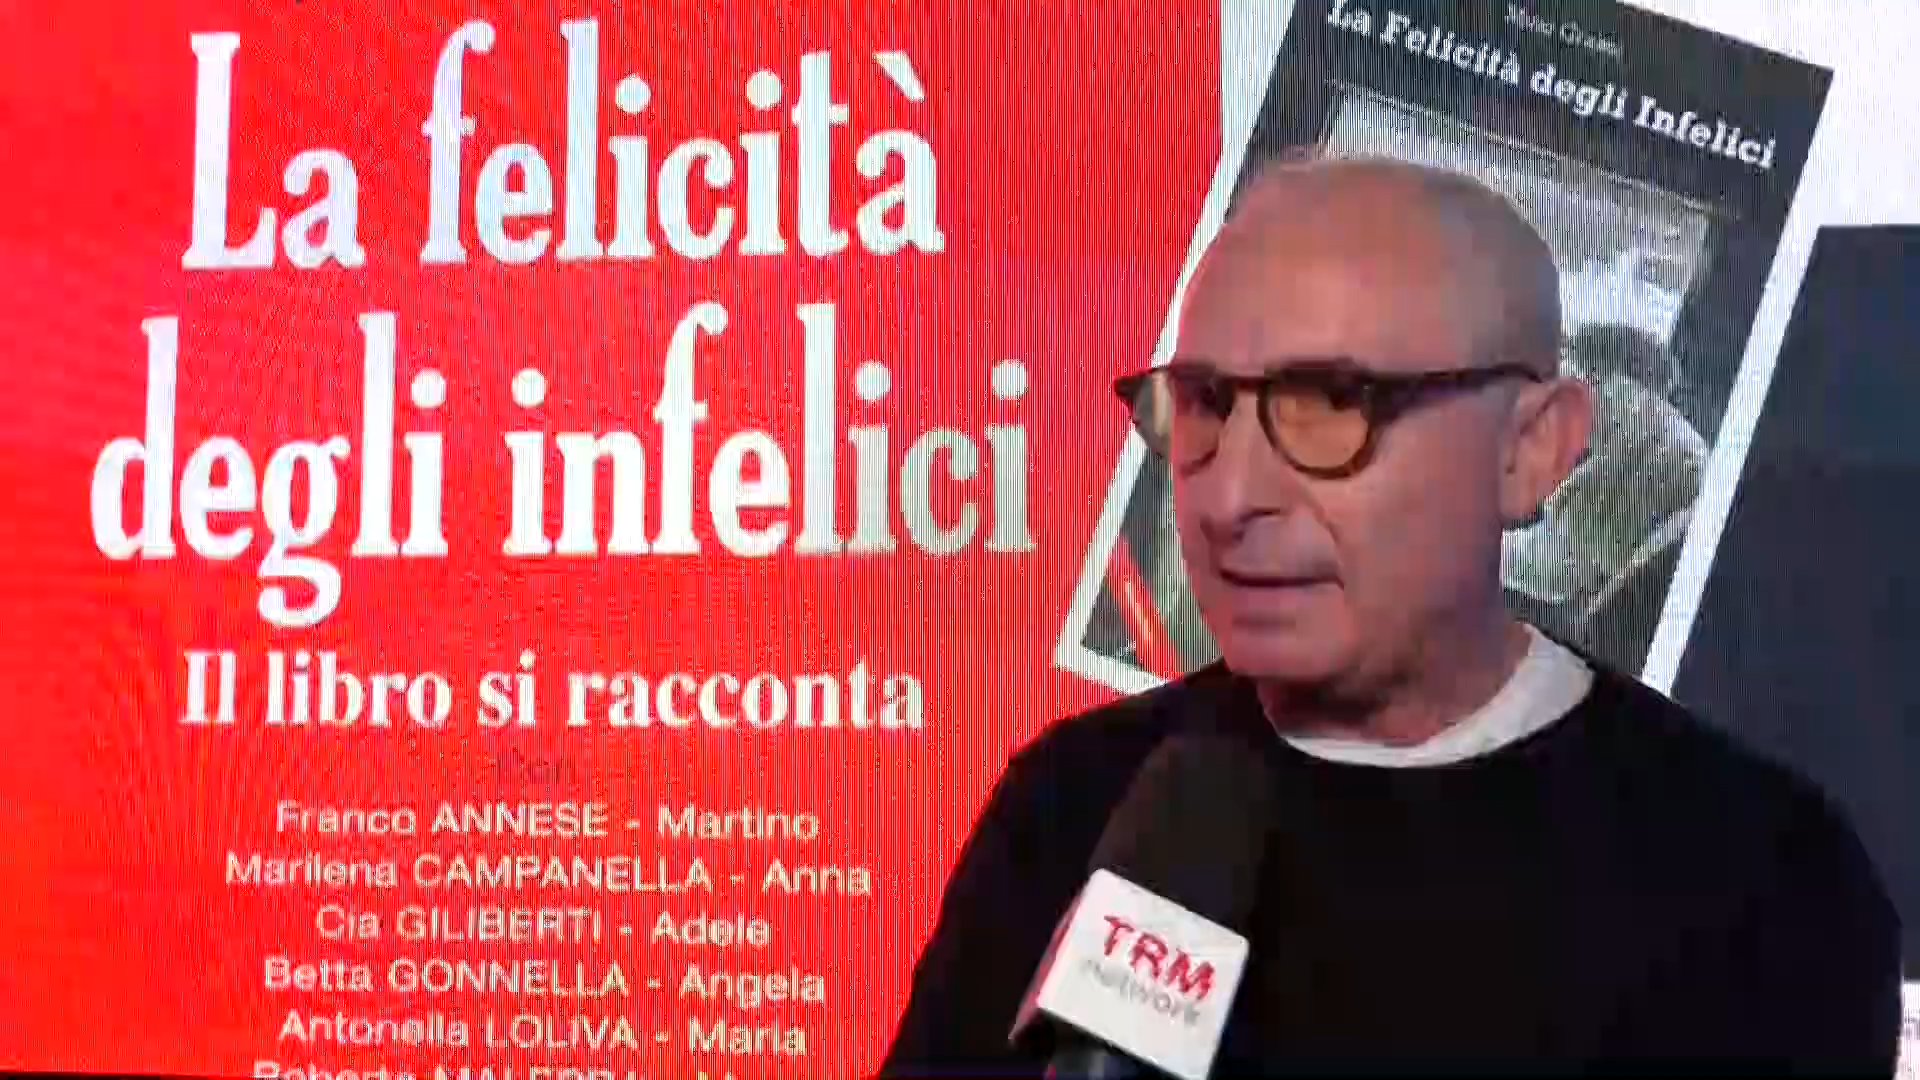 La felicità
degli infelici
Il libro si racconta
Con
Franco ANNESE - Martino
Marilena CAMPANELLA - Anna
Cia GILIBERTI - Adele
Betta GONNELLA - Angela
Antonella LOLIVA - Maria
La Felicità degli Infelici
TRM
network